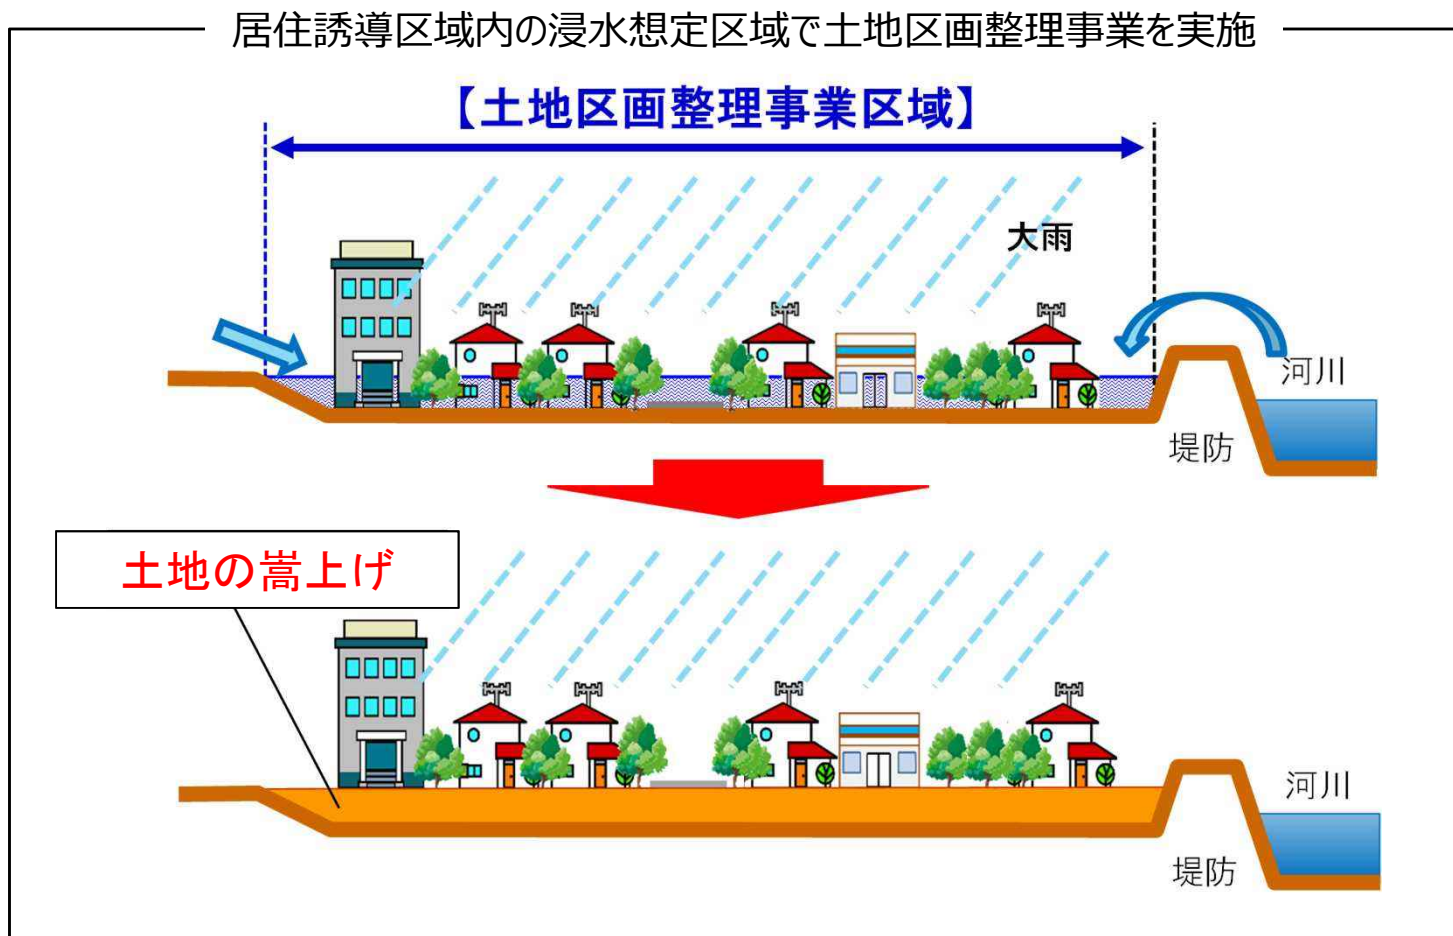 居住誘導区域内の浸水想定区域で土地区画整理事業を実施
【土地区画整理事業区域】
大雨
河川
堤防
土地の嵩上げ
河川
堤防